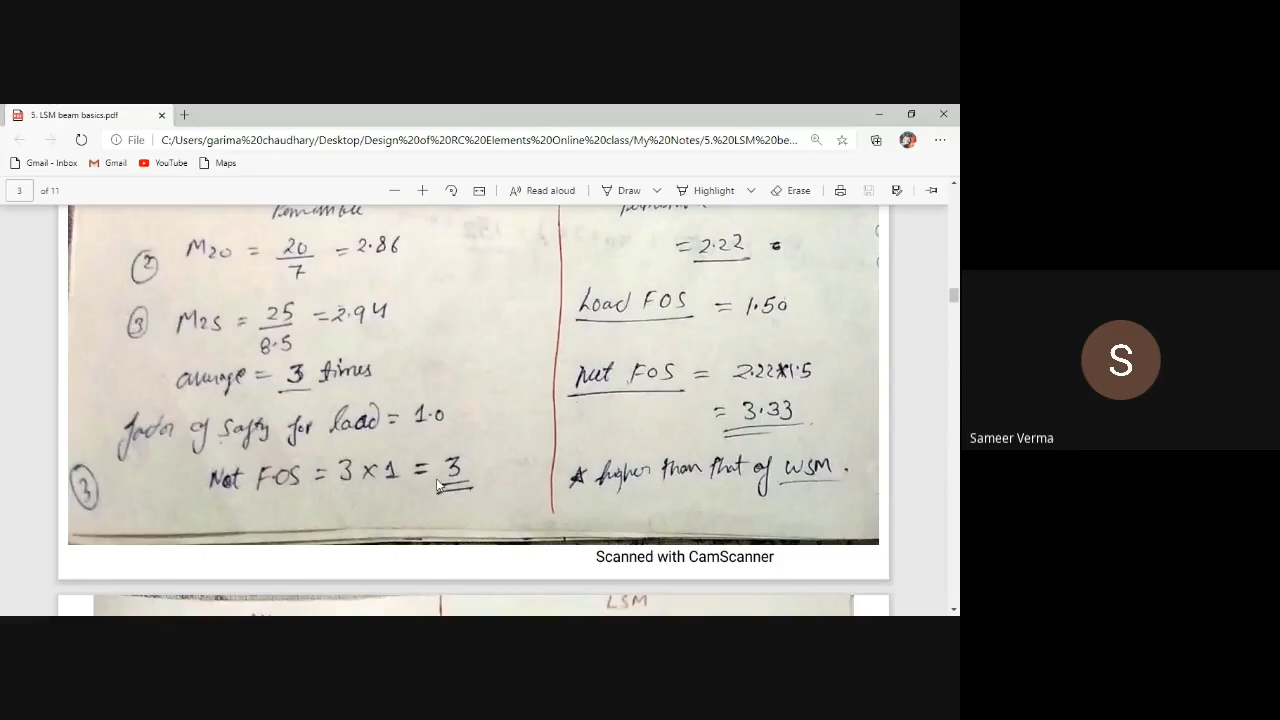 5. LSM beam basics.pdf
File
C:/Users/garima%20chaudhary/Desktop/Design%20of%20RC%20Elements%20Online%20class/My%20Notes/5.%20LSM%20be...
Gmail - Inbox
Gmail
YouTube
Maps
3 of 11
Read aloud
Draw
Highlight
Erase
Permissible
② M20 = 20/7 = 2.86
③ M25 = 25/8.5 = 2.94
average = 3 times
factor of safty for load = 1.0
③ Net FOS = 3 x 1 = 3
= 2.22
Load FOS = 1.50
Net FOS = 2.22*1.5
= 3.33
* higher than that of WSM.
Scanned with CamScanner
LSM
S
Sameer Verma